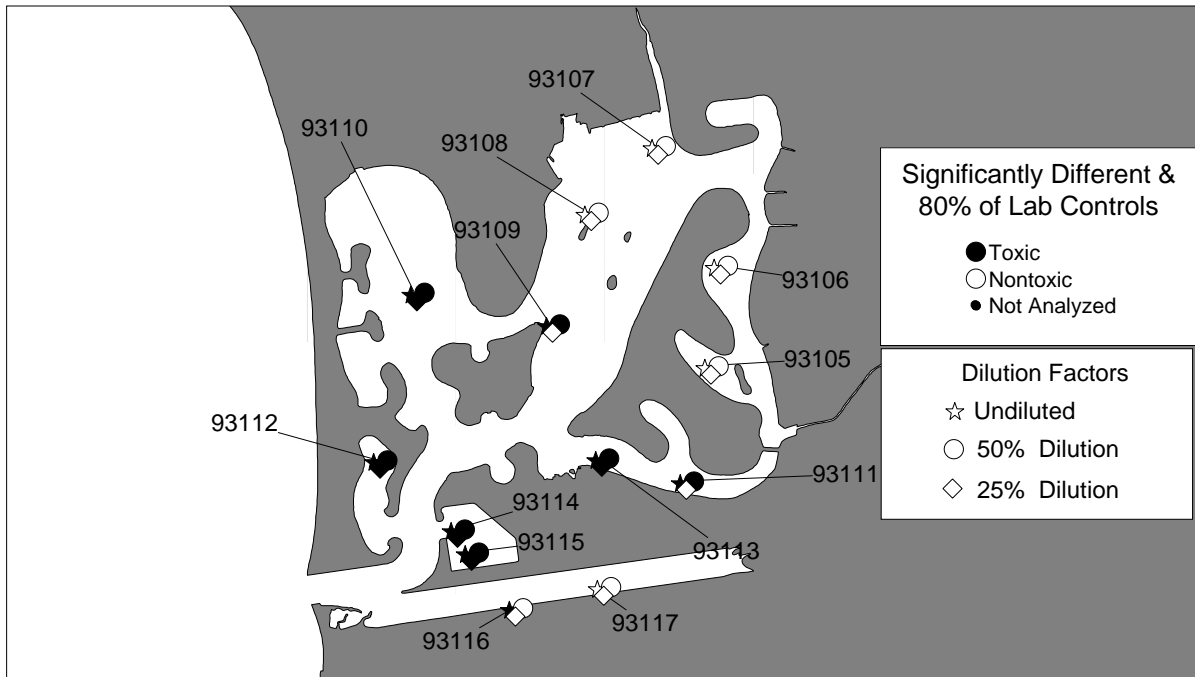 93107
93110
93108
93109
Significantly Different &
80% of Lab Controls
Toxic
Nontoxic
Not Analyzed
93106
93105
Dilution Factors
Undiluted
50% Dilution
25% Dilution
93112
93111
93114
93115
93113
93116
93117